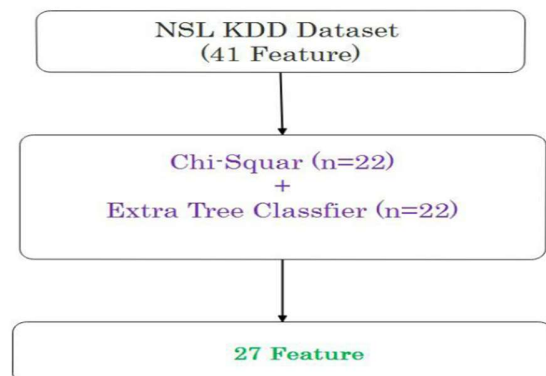 NSL KDD Dataset
(41 Feature)
Chi-Squar (n=22)
+
Extra Tree Classfier (n=22)
27 Feature